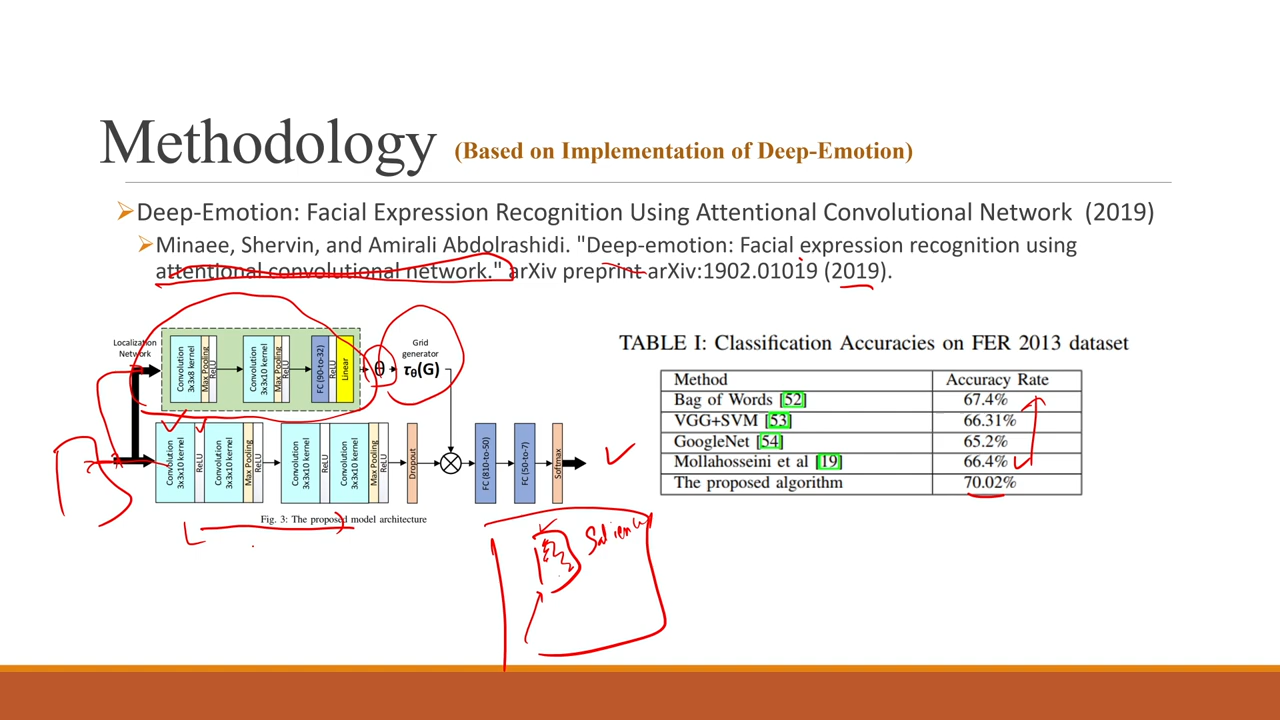 Methodology (Based on Implementation of Deep-Emotion)
Deep-Emotion: Facial Expression Recognition Using Attentional Convolutional Network (2019)
Minaee, Shervin, and Amirali Abdolrashidi. "Deep-emotion: Facial expression recognition using
attentional convolutional network." arXiv preprint arXiv:1902.01019 (2019).
Localization
Network
Convolution
3x3x8 kernel
Max Pooling
ReLU
Convolution
3x3x10 kernel
Max Pooling
ReLU
FC (90-to-32)
ReLU
Linear
θ
Grid
generator
τθ(G)
Convolution
3x3x10 kernel
ReLU
Convolution
3x3x10 kernel
Max Pooling
ReLU
Convolution
3x3x10 kernel
ReLU
Convolution
3x3x10 kernel
Max Pooling
ReLU
Dropout
FC (810-to-50)
FC (50-to-7)
Softmax
Fig. 3: The proposed model architecture
TABLE I: Classification Accuracies on FER 2013 dataset
Method Accuracy Rate
Bag of Words [52] 67.4%
VGG+SVM [53] 66.31%
GoogleNet [54] 65.2%
Mollahosseini et al [19] 66.4%
The proposed algorithm 70.02%